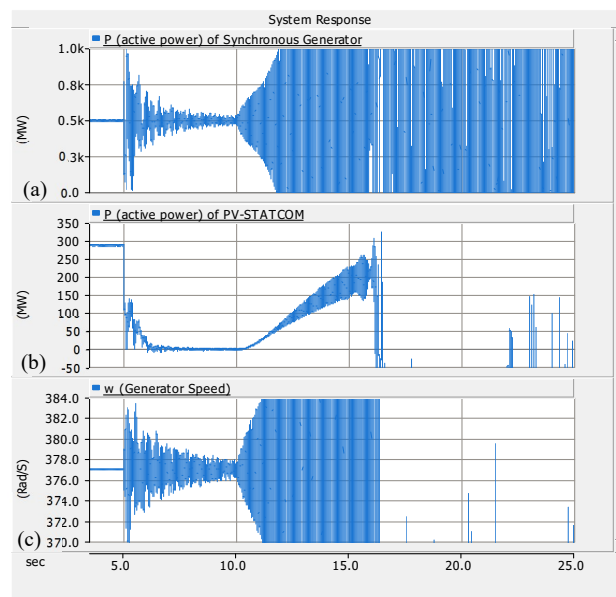 System Response
P (active power) of Synchronous Generator
1.0k
0.8k
0.5k
0.3k
0.0
(MW)
(a)
P (active power) of PV-STATCOM
350
300
250
200
150
100
50
0
-50
(MW)
(b)
w (Generator Speed)
384.0
382.0
380.0
378.0
376.0
374.0
372.0
370.0
(Rad/S)
(c)
sec 5.0 10.0 15.0 20.0 25.0